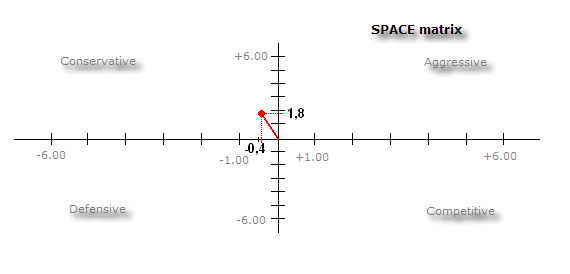 SPACE matrix
Conservative
+6.00
Aggressive
1,8
-0,4
-6.00
-1.00
+1.00
+6.00
Defensive
Competitive
-6.00